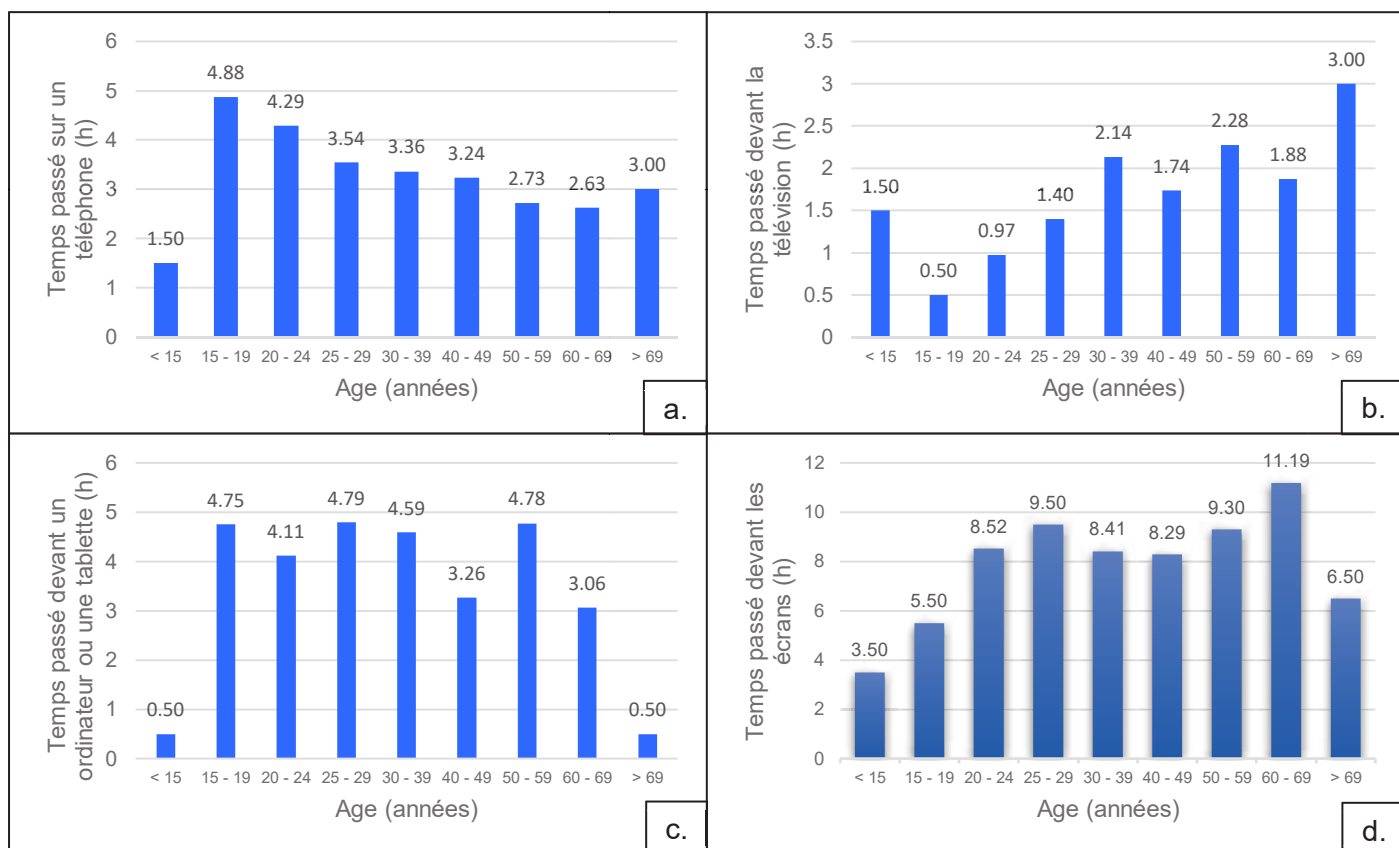 Temps passé sur un
téléphone (h)
6
5
4
3
2
1
0
1.50
4.88
4.29
3.54
3.36
3.24
2.73
2.63
3.00
< 15
15 - 19
20 - 24
25 - 29
30 - 39
40 - 49
50 - 59
60 - 69
> 69
Age (années)
a.
Temps passé devant la
télévision (h)
3.5
3
2.5
2
1.5
1
0.5
0
1.50
0.50
0.97
1.40
2.14
1.74
2.28
1.88
3.00
< 15
15 - 19
20 - 24
25 - 29
30 - 39
40 - 49
50 - 59
60 - 69
> 69
Age (années)
b.
Temps passé devant un
ordinateur ou une tablette (h)
6
5
4
3
2
1
0
0.50
4.75
4.11
4.79
4.59
3.26
4.78
3.06
0.50
< 15
15 - 19
20 - 24
25 - 29
30 - 39
40 - 49
50 - 59
60 - 69
> 69
Age (années)
c.
Temps passé devant les
écrans (h)
12
10
8
6
4
2
0
3.50
5.50
8.52
9.50
8.41
8.29
9.30
11.19
6.50
< 15
15 - 19
20 - 24
25 - 29
30 - 39
40 - 49
50 - 59
60 - 69
> 69
Age (années)
d.